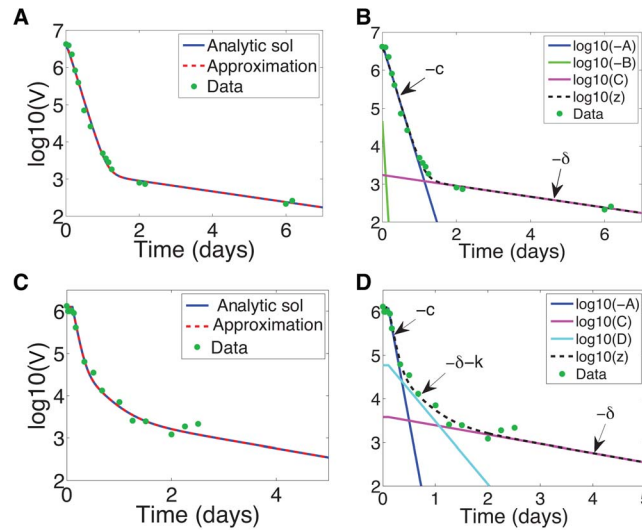 A
7
6
5
4
3
2
0
2
4
6
log10(V)
Time (days)
Analytic sol
Approximation
Data
B
7
6
5
4
3
2
0
2
4
6
Time (days)
−c
−δ
log10(-A)
log10(-B)
log10(C)
log10(z)
Data
C
7
6
5
4
3
2
0
2
4
log10(V)
Time (days)
Analytic sol
Approximation
Data
D
7
6
5
4
3
2
0
1
2
3
4
5
Time (days)
−c
−δ−k
−δ
log10(-A)
log10(C)
log10(D)
log10(z)
Data